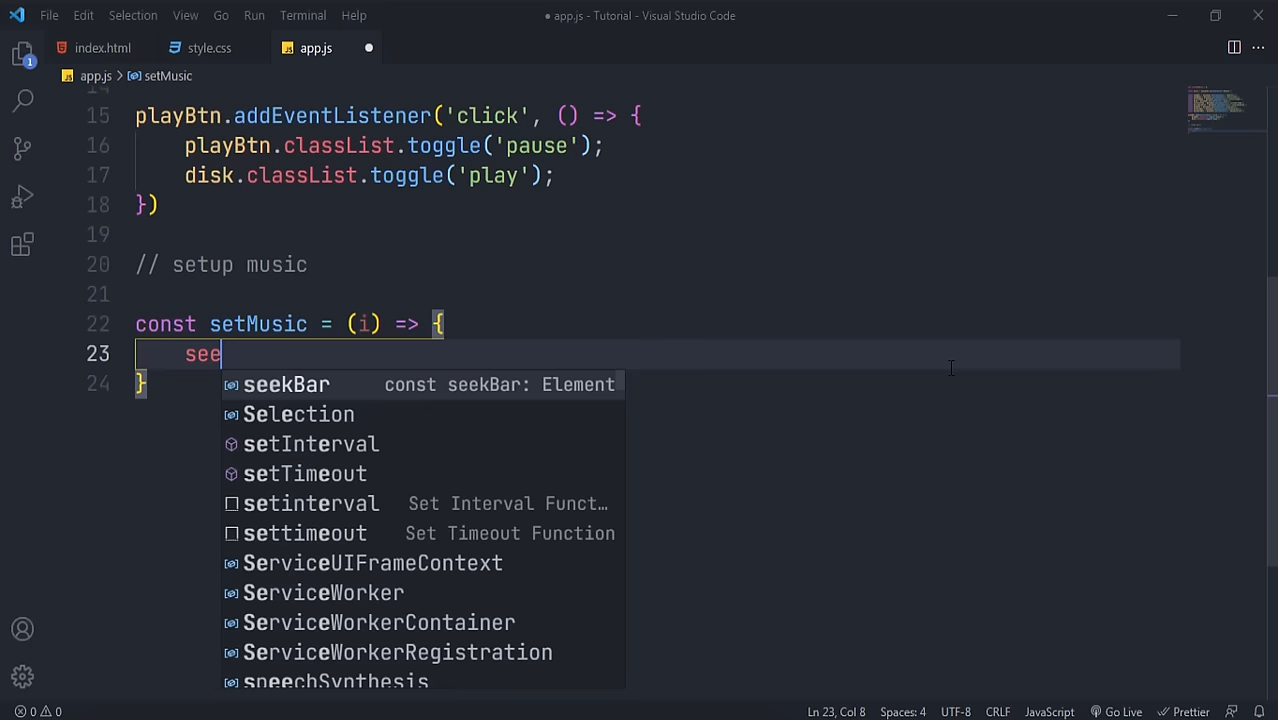 File Edit Selection View Go Run Terminal Help
● app.js - Tutorial - Visual Studio Code
index.html style.css app.js
app.js > setMusic
14
15 playBtn.addEventListener('click', () => {
16 playBtn.classList.toggle('pause');
17 disk.classList.toggle('play');
18 })
19
20 // setup music
21
22 const setMusic = (i) => {
23 see
24 }
seekBar const seekBar: Element
Selection
setInterval
setTimeout
setinterval Set Interval Funct…
settimeout Set Timeout Function
ServiceUIFrameContext
ServiceWorker
ServiceWorkerContainer
ServiceWorkerRegistration
speechSynthesis
1
0 0 Ln 23, Col 8 Spaces: 4 UTF-8 CRLF JavaScript Go Live Prettier